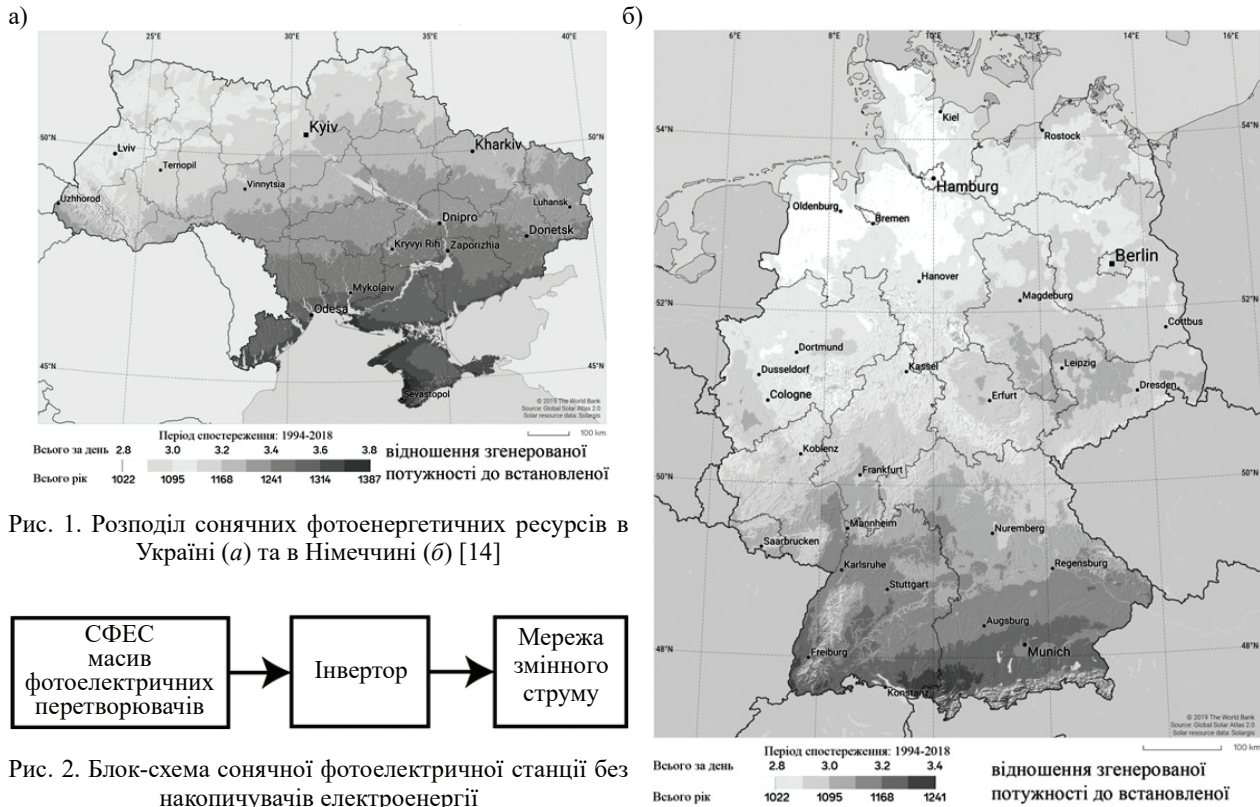 а)
25°E 30°E 35°E 40°E
50°N 50°N
Kyiv
Lviv
Kharkiv
Ternopil
Vinnytsia
Uzhhorod
Luhansk
Dnipro
Donetsk
Kryvyi Rih
Zaporizhia
Mykolaiv
Odesa
45°N 45°N
Sevastopol
© 2019 The World Bank
Source: Global Solar Atlas 2.0
Solar resource data: Solargis
100 km
Період спостереження: 1994-2018
Всього за день 2.8 3.0 3.2 3.4 3.6 3.8
Всього рік 1022 1095 1168 1241 1314 1387
відношення згенерованої
потужності до встановленої
Рис. 1. Розподіл сонячних фотоенергетичних ресурсів в
Україні (а) та в Німеччині (б) [14]
СФЕС
масив
фотоелектричних
перетворювачів
Інвертор
Мережа
змінного
струму
Рис. 2. Блок-схема сонячної фотоелектричної станції без
накопичувачів електроенергії
б)
6°E 8°E 10°E 12°E 14°E 16°E
Kiel
54°N 54°N
Rostock
Hamburg
Oldenburg
Bremen
Berlin
Hanover
Magdeburg
52°N 52°N
Cottbus
Dortmund
Dusseldorf
Kassel
Leipzig
Cologne
Erfurt
Dresden
Koblenz
50°N 50°N
Frankfurt
Mannheim
Nuremberg
Saarbrucken
Karlsruhe
Regensburg
Stuttgart
Augsburg
48°N 48°N
Freiburg
Munich
Konstanz
© 2019 The World Bank
Source: Global Solar Atlas 2.0
Solar resource data: Solargis
100 km
Період спостереження: 1994-2018
Всього за день 2.8 3.0 3.2 3.4
Всього рік 1022 1095 1168 1241
відношення згенерованої
потужності до встановленої